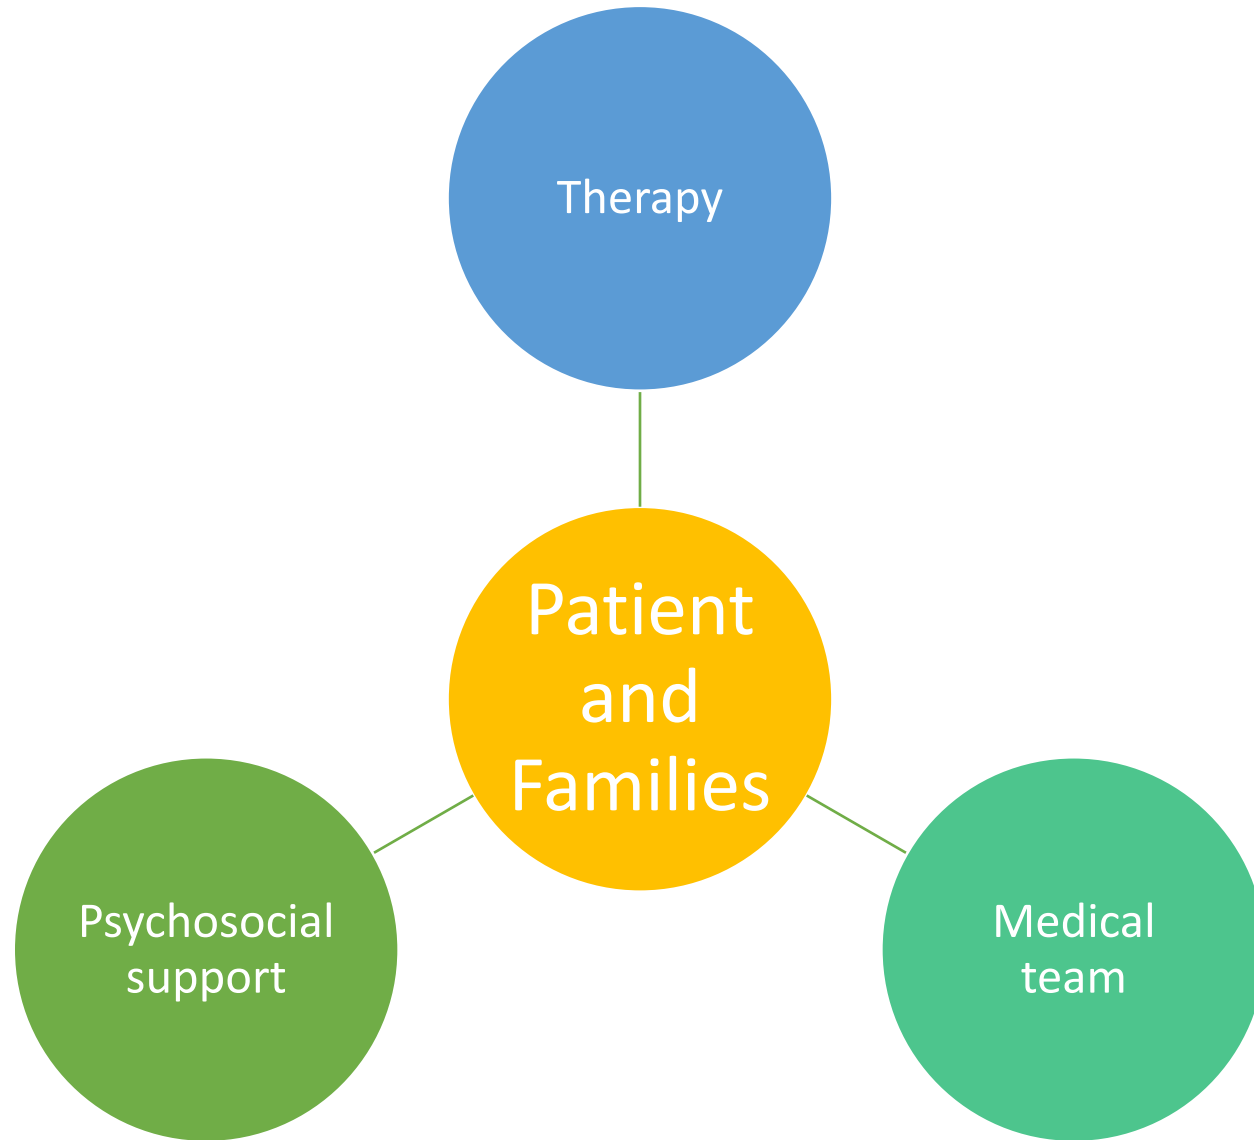 Therapy
Patient
and
Families
Psychosocial
support
Medical
team